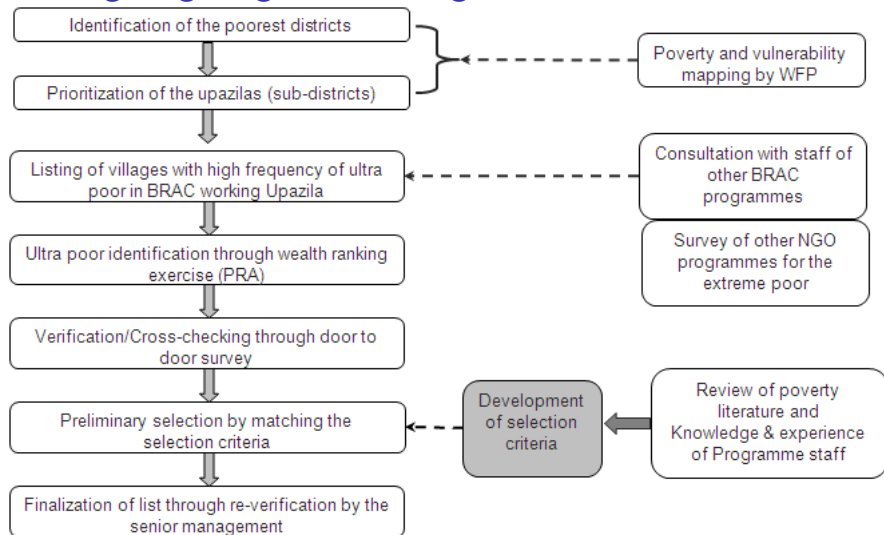 Identification of the poorest districts
Prioritization of the upazilas (sub-districts)
Poverty and vulnerability
mapping by WFP
Listing of villages with high frequency of ultra
poor in BRAC working Upazila
Consultation with staff of
other BRAC
programmes
Survey of other NGO
programmes for the
extreme poor
Ultra poor identification through wealth ranking
exercise (PRA)
Verification/Cross-checking through door to
door survey
Preliminary selection by matching the
selection criteria
Development
of selection
criteria
Review of poverty
literature and
Knowledge & experience
of Programme staff
Finalization of list through re-verification by the
senior management